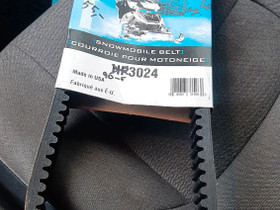 SNOWMOBILE BELT
COURROIE POUR MOTONEIGE
HP3024
Made in USA
Fabriqué aux É-U.